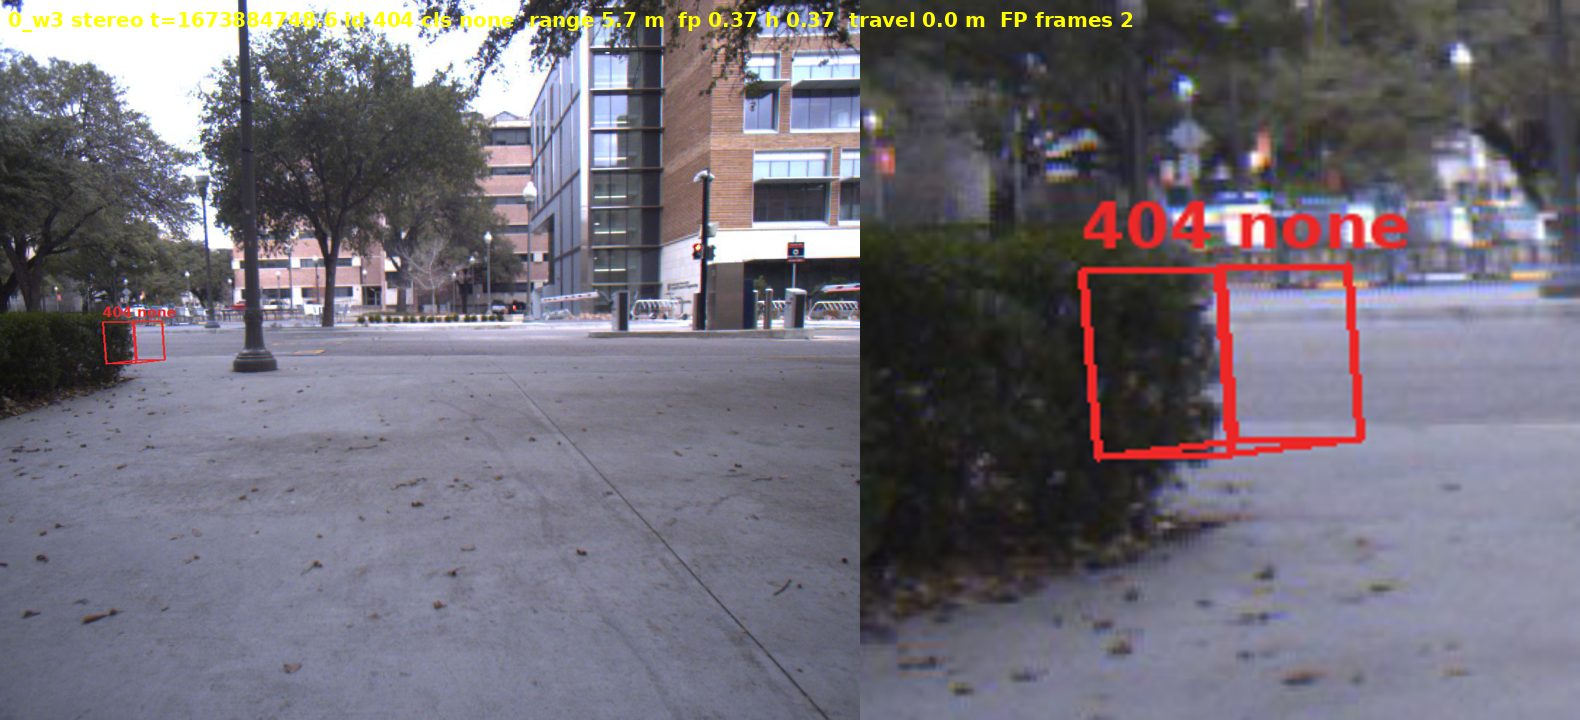 0_w3 stereo t=1673884748.6 id 404 cls none range 5.7 m fp 0.37 h 0.37 travel 0.0 m FP frames 2
404 none
404 none